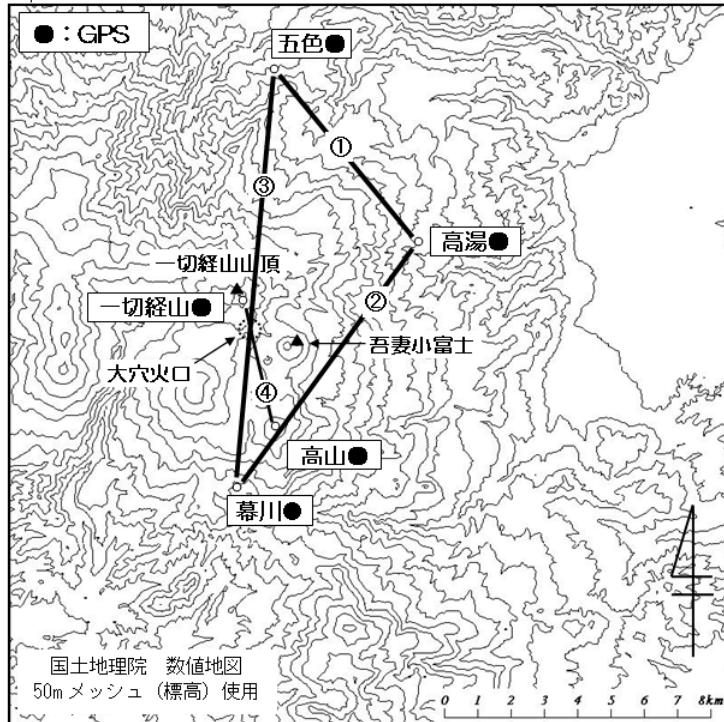 ●:GPS
五色●
①
③
高湯●
一切経山山頂
②
一切経山●
吾妻小富士
大穴火口
④
高山●
幕川●
国土地理院 数値地図
50mメッシュ(標高)使用
0 1 2 3 4 5 6 7 8km